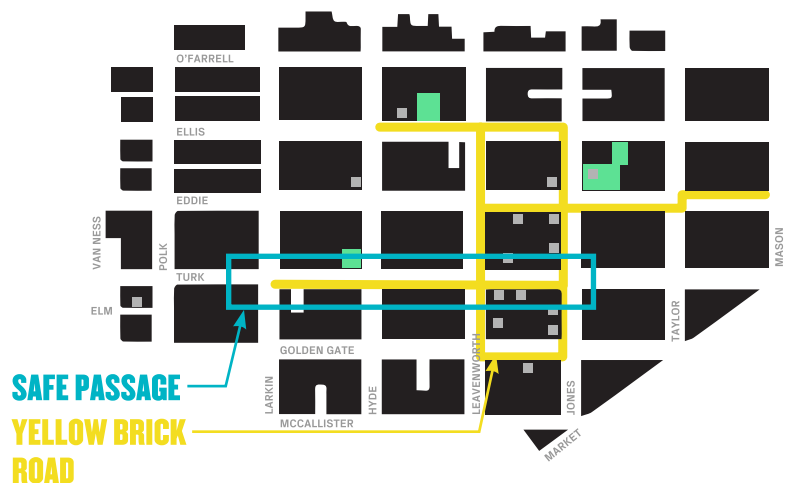 O'FARRELL
ELLIS
EDDIE
VAN NESS
POLK
MASON
TURK
ELM
TAYLOR
GOLDEN GATE
LEAVENWORTH
LARKIN
HYDE
JONES
SAFE PASSAGE
MCCALLISTER
YELLOW BRICK
ROAD
MARKET